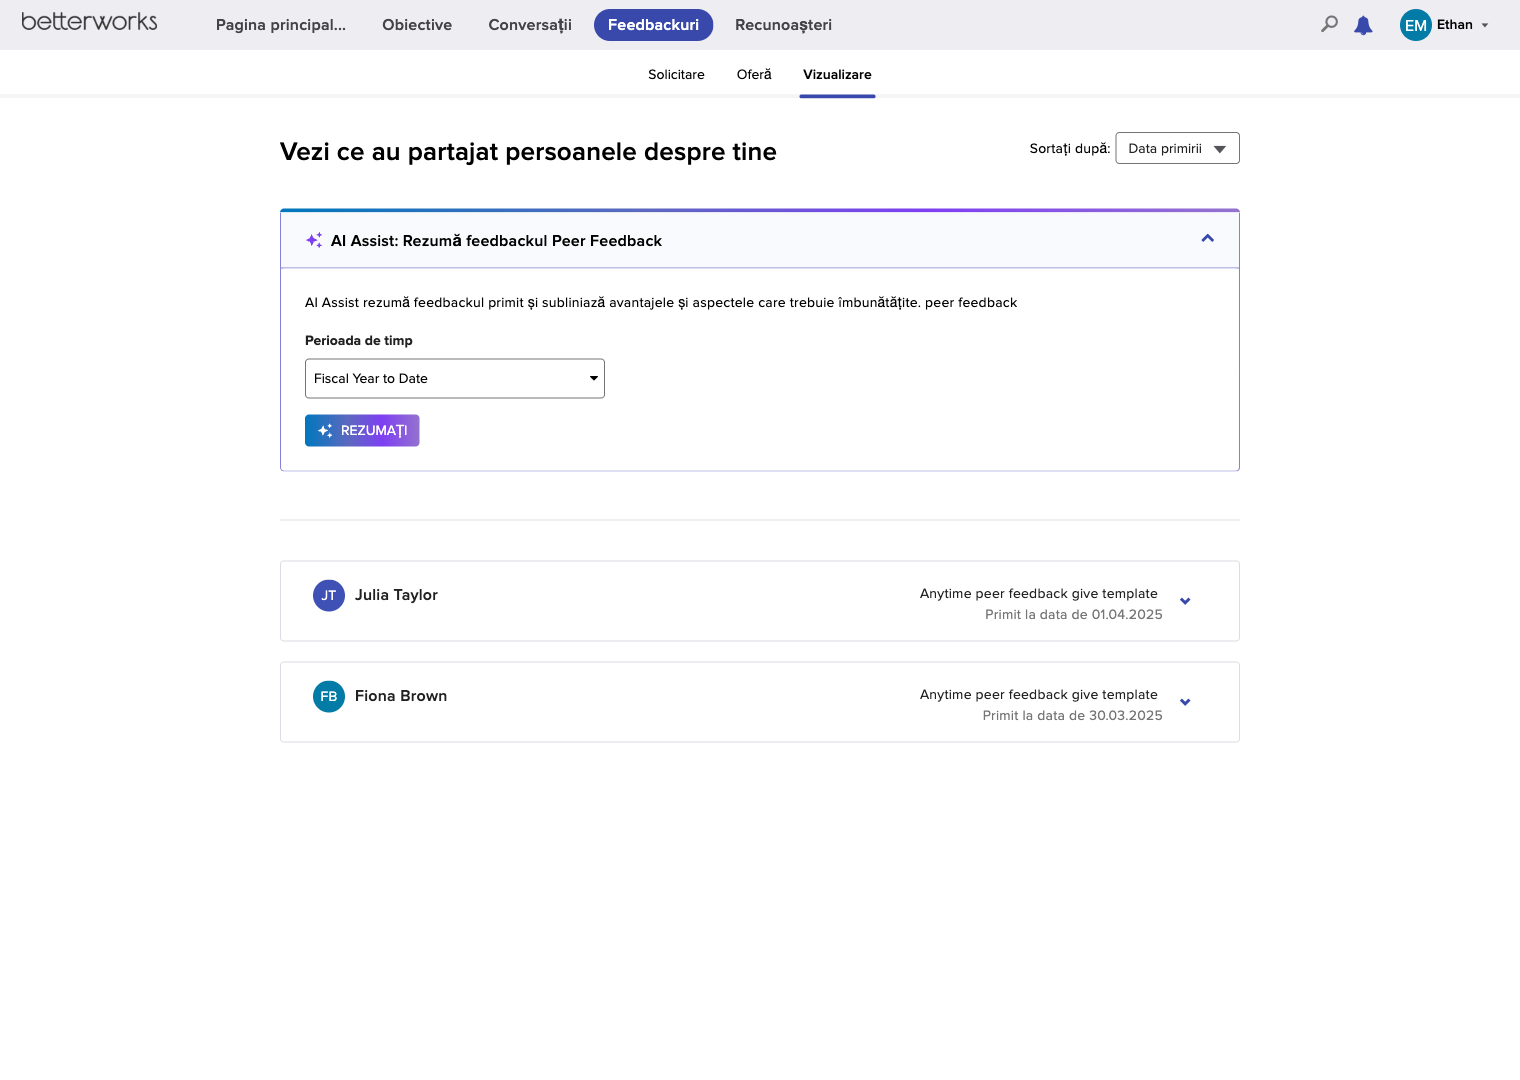 betterworks
Pagina principal... Obiective Conversații Feedbackuri Recunoașteri
EM Ethan
Solicitare Oferă Vizualizare
Vezi ce au partajat persoanele despre tine
Sortați după: Data primirii
AI Assist: Rezumă feedbackul Peer Feedback
AI Assist rezumă feedbackul primit și subliniază avantajele și aspectele care trebuie îmbunătățite. peer feedback
Perioada de timp
Fiscal Year to Date
REZUMAȚI
JT Julia Taylor
Anytime peer feedback give template
Primit la data de 01.04.2025
FB Fiona Brown
Anytime peer feedback give template
Primit la data de 30.03.2025